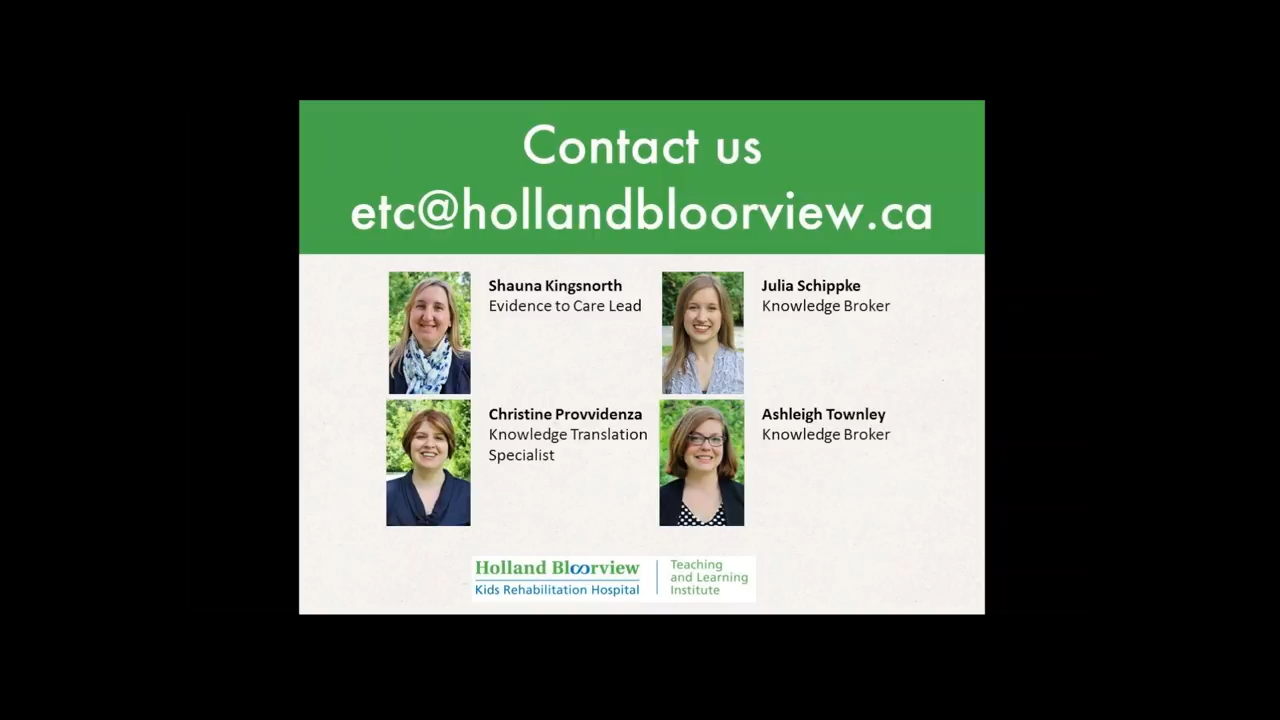 Contact us
etc@hollandbloorview.ca
Shauna Kingsnorth
Evidence to Care Lead
Julia Schippke
Knowledge Broker
Christine Provvidenza
Knowledge Translation
Specialist
Ashleigh Townley
Knowledge Broker
Holland Bloorview
Kids Rehabilitation Hospital
Teaching
and Learning
Institute